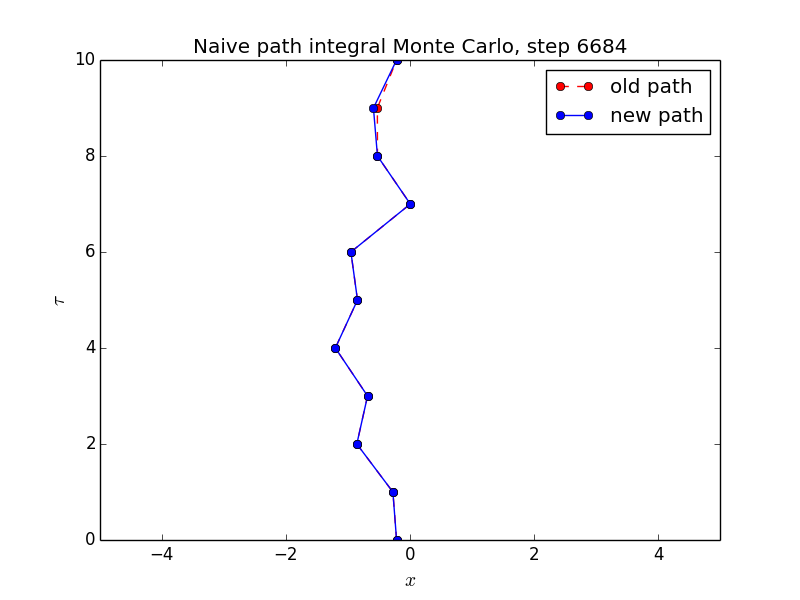 Naive path integral Monte Carlo, step 6684
old path
new path
10
8
6
4
2
0
τ
−4
−2
0
2
4
x